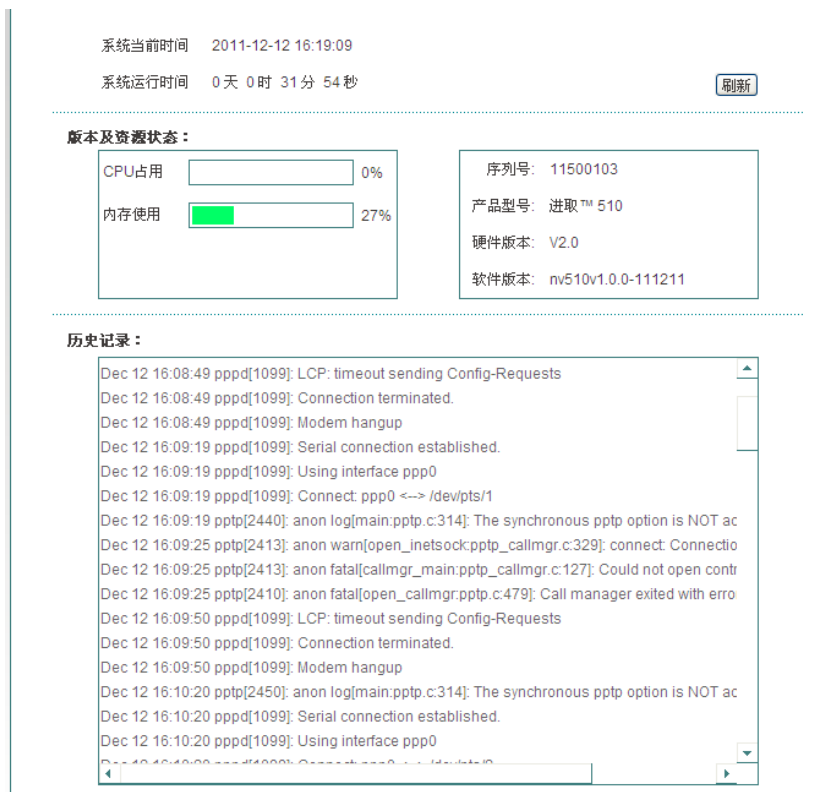 系统当前时间 2011-12-12 16:19:09
系统运行时间 0天 0时 31分 54秒
刷新
版本及资源状态：
CPU占用 0%
内存使用 27%
序列号: 11500103
产品型号: 进取™ 510
硬件版本: V2.0
软件版本: nv510v1.0.0-111211
历史记录：
Dec 12 16:08:49 pppd[1099]: LCP: timeout sending Config-Requests
Dec 12 16:08:49 pppd[1099]: Connection terminated.
Dec 12 16:08:49 pppd[1099]: Modem hangup
Dec 12 16:09:19 pppd[1099]: Serial connection established.
Dec 12 16:09:19 pppd[1099]: Using interface ppp0
Dec 12 16:09:19 pppd[1099]: Connect: ppp0 <--> /dev/pts/1
Dec 12 16:09:19 pptp[2440]: anon log[main:pptp.c:314]: The synchronous pptp option is NOT ac
Dec 12 16:09:25 pptp[2413]: anon warn[open_inetsock:pptp_callmgr.c:329]: connect: Connectio
Dec 12 16:09:25 pptp[2413]: anon fatal[callmgr_main:pptp_callmgr.c:127]: Could not open contr
Dec 12 16:09:25 pptp[2410]: anon fatal[open_callmgr:pptp.c:479]: Call manager exited with erro
Dec 12 16:09:50 pppd[1099]: LCP: timeout sending Config-Requests
Dec 12 16:09:50 pppd[1099]: Connection terminated.
Dec 12 16:09:50 pppd[1099]: Modem hangup
Dec 12 16:10:20 pptp[2450]: anon log[main:pptp.c:314]: The synchronous pptp option is NOT ac
Dec 12 16:10:20 pppd[1099]: Serial connection established.
Dec 12 16:10:20 pppd[1099]: Using interface ppp0